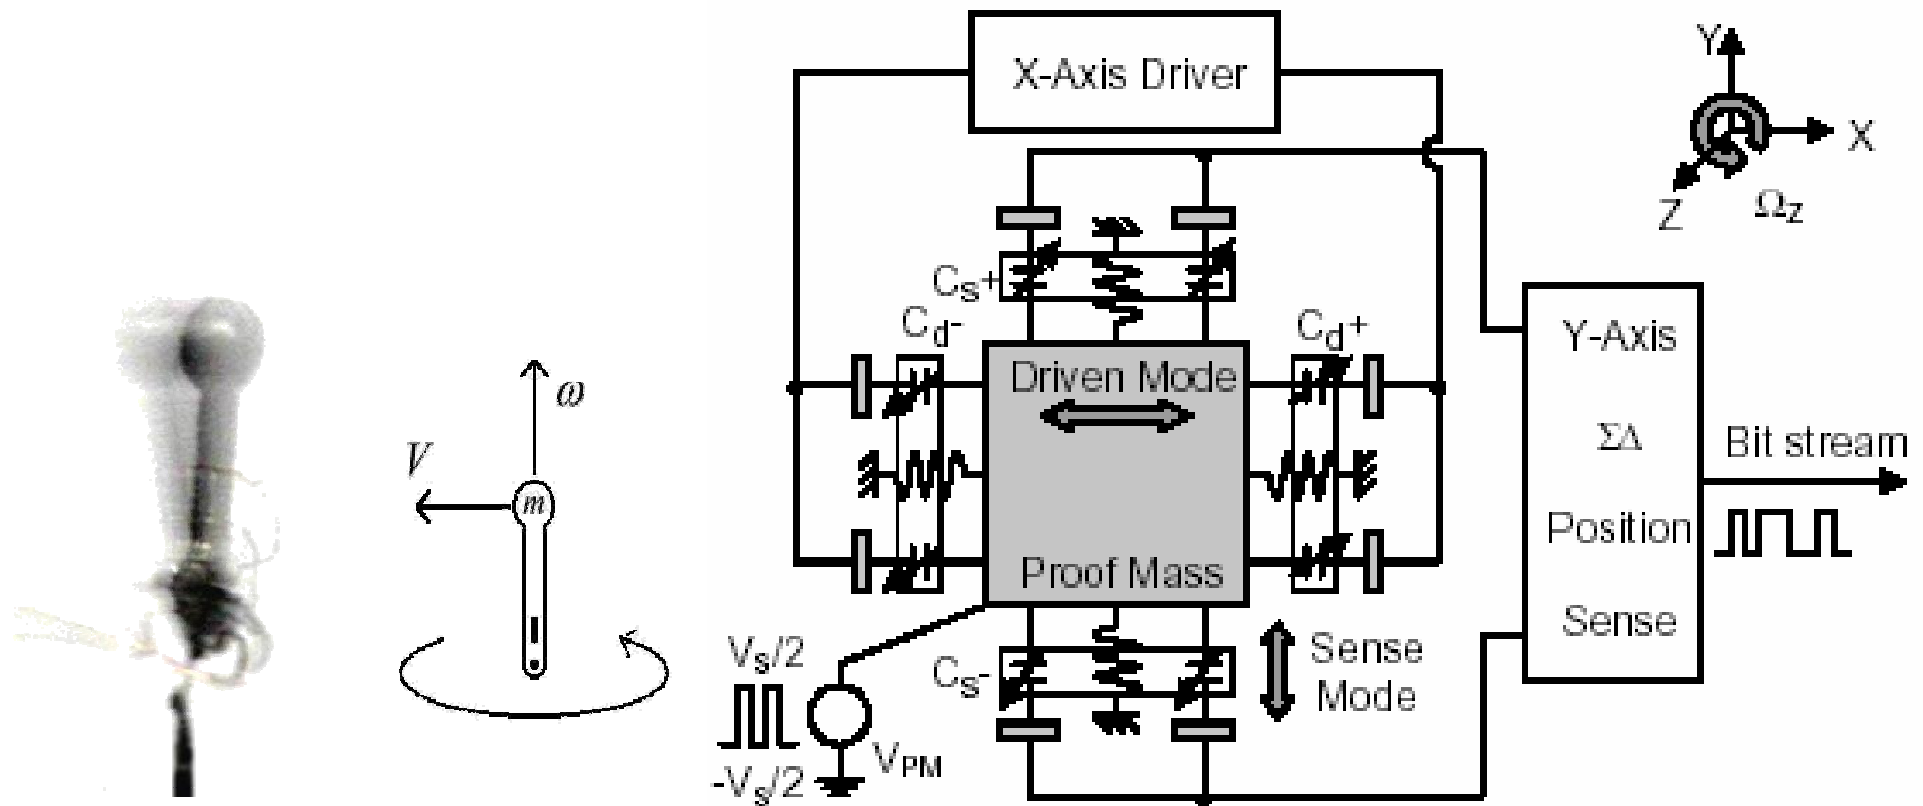 ω
V
m
X-Axis Driver
Y
X
Z
Ωz
Cs+
Cd-
Cd+
Driven Mode
Proof Mass
Y-Axis
ΣΔ
Position
Sense
Bit stream
Cs-
Sense
Mode
Vs/2
-Vs/2
VPM